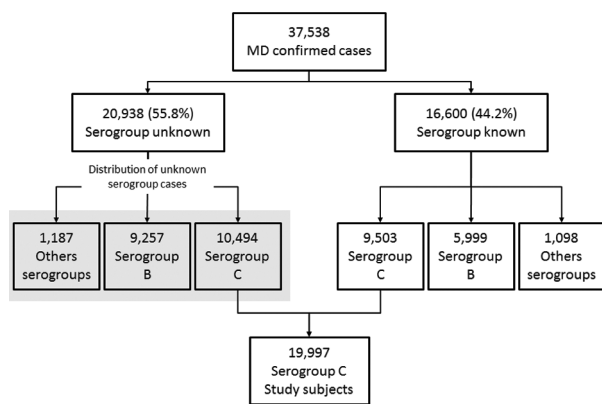 37,538
MD confirmed cases
20,938 (55.8%)
Serogroup unknown
16,600 (44.2%)
Serogroup known
Distribution of unknown
serogroup cases
1,187
Others
serogroups
9,257
Serogroup
B
10,494
Serogroup
C
9,503
Serogroup
C
5,999
Serogroup
B
1,098
Others
serogroups
19,997
Serogroup C
Study subjects